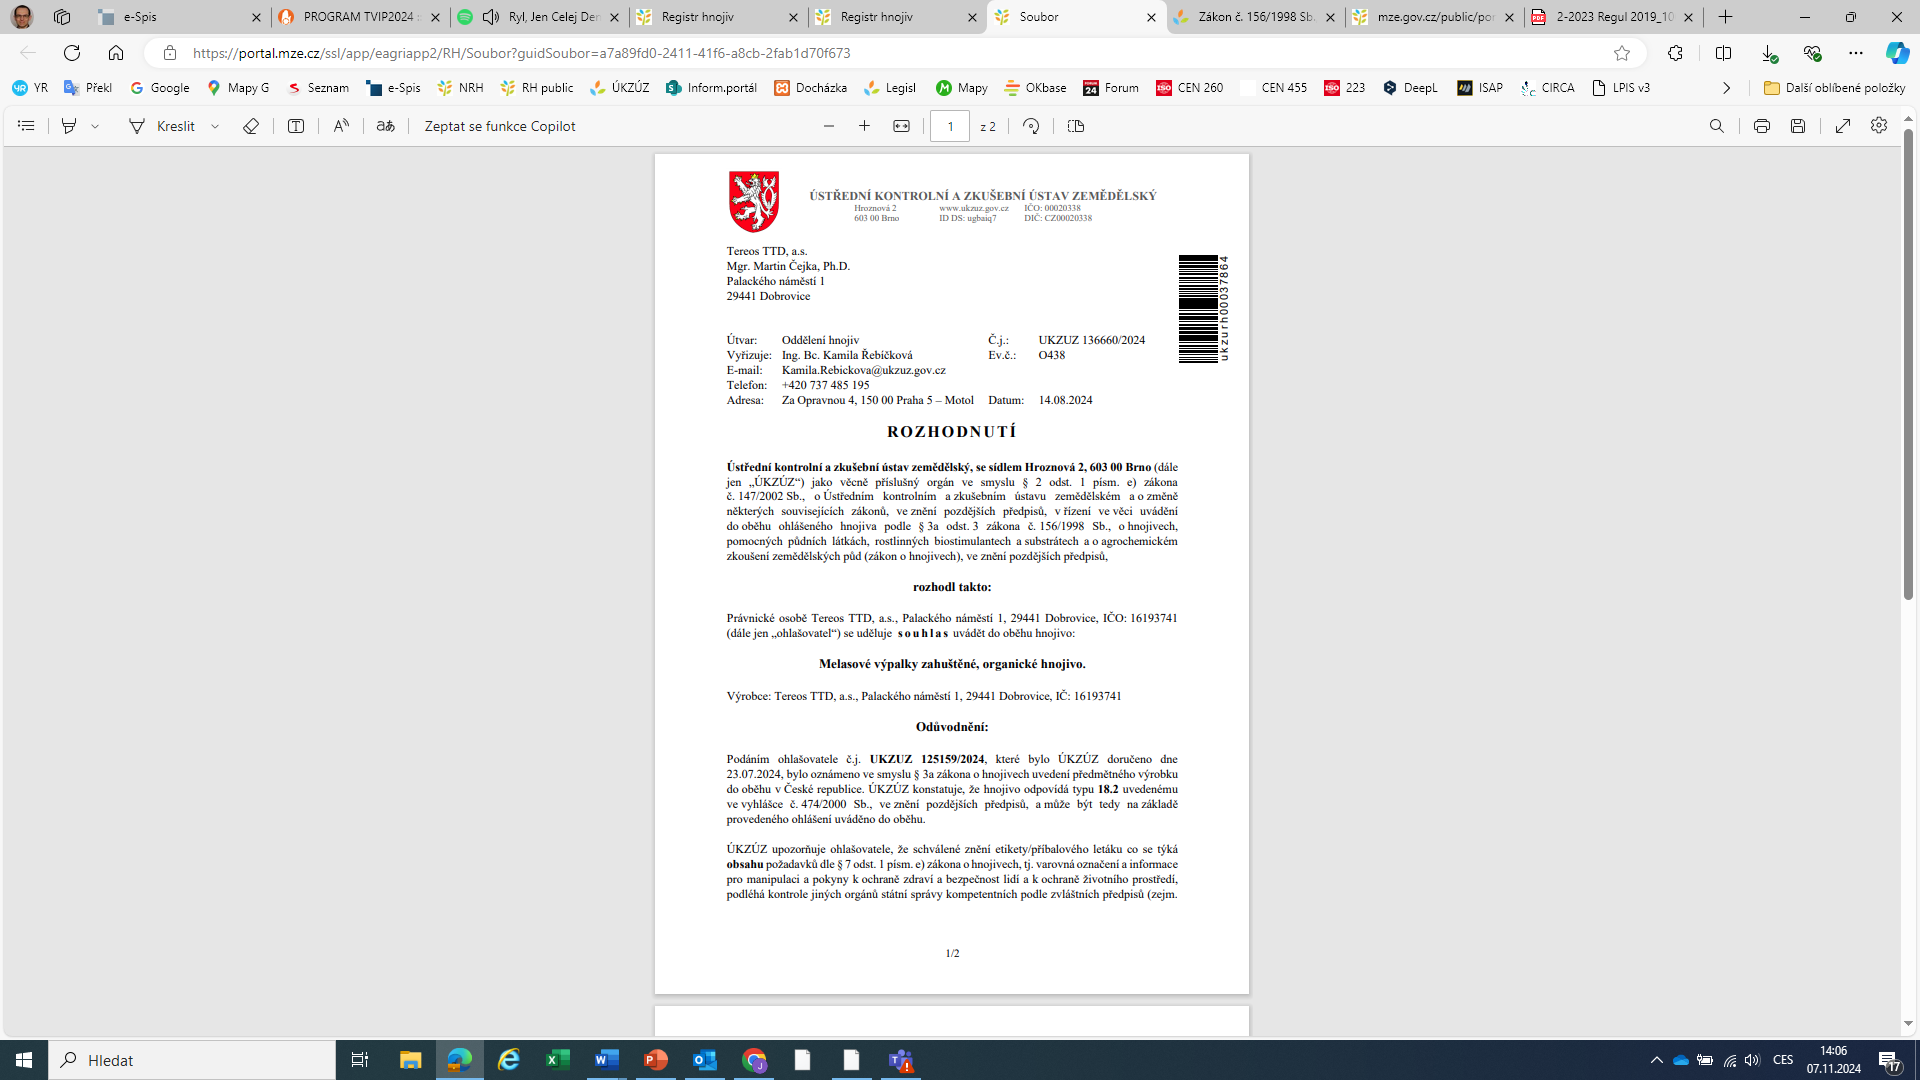 e-Spis
PROGRAM TVIP2024
Ryl, Jen Celej Den
Registr hnojiv
Registr hnojiv
Soubor
Zákon č. 156/1998 Sb.
mze.gov.cz/public/por
2-2023 Regul 2019_10
https://portal.mze.cz/ssl/app/eagriapp2/RH/Soubor?guidSoubor=a7a89fd0-2411-41f6-a8cb-2fab1d70f673
YR Překl Google Mapy G Seznam e-Spis NRH RH public ÚKZÚZ Inform.portál Docházka Legisl Mapy OKbase Forum CEN 260 CEN 455 223 DeepL ISAP CIRCA LPIS v3 Další oblíbené položky
Kreslit Zeptat se funkce Copilot 1 z 2
ÚSTŘEDNÍ KONTROLNÍ A ZKUŠEBNÍ ÚSTAV ZEMĚDĚLSKÝ
Hroznová 2 www.ukzuz.gov.cz IČO: 00020338
603 00 Brno ID DS: ugbaiq7 DIČ: CZ00020338
Tereos TTD, a.s.
Mgr. Martin Čejka, Ph.D.
Palackého náměstí 1
29441 Dobrovice
ukzurh00037864
Útvar: Oddělení hnojiv Č.j.: UKZUZ 136660/2024
Vyřizuje: Ing. Bc. Kamila Řebíčková Ev.č.: O438
E-mail: Kamila.Rebickova@ukzuz.gov.cz
Telefon: +420 737 485 195
Adresa: Za Opravnou 4, 150 00 Praha 5 – Motol Datum: 14.08.2024
ROZHODNUTÍ
Ústřední kontrolní a zkušební ústav zemědělský, se sídlem Hroznová 2, 603 00 Brno (dále
jen „ÚKZÚZ“) jako věcně příslušný orgán ve smyslu § 2 odst. 1 písm. e) zákona
č. 147/2002 Sb., o Ústředním kontrolním a zkušebním ústavu zemědělském a o změně
některých souvisejících zákonů, ve znění pozdějších předpisů, v řízení ve věci uvádění
do oběhu ohlášeného hnojiva podle § 3a odst. 3 zákona č. 156/1998 Sb., o hnojivech,
pomocných půdních látkách, rostlinných biostimulantech a substrátech a o agrochemickém
zkoušení zemědělských půd (zákon o hnojivech), ve znění pozdějších předpisů,
rozhodl takto:
Právnické osobě Tereos TTD, a.s., Palackého náměstí 1, 29441 Dobrovice, IČO: 16193741
(dále jen „ohlašovatel“) se uděluje souhlas uvádět do oběhu hnojivo:
Melasové výpalky zahuštěné, organické hnojivo.
Výrobce: Tereos TTD, a.s., Palackého náměstí 1, 29441 Dobrovice, IČ: 16193741
Odůvodnění:
Podáním ohlašovatele č.j. UKZUZ 125159/2024, které bylo ÚKZÚZ doručeno dne
23.07.2024, bylo oznámeno ve smyslu § 3a zákona o hnojivech uvedení předmětného výrobku
do oběhu v České republice. ÚKZÚZ konstatuje, že hnojivo odpovídá typu 18.2 uvedenému
ve vyhlášce č. 474/2000 Sb., ve znění pozdějších předpisů, a může být tedy na základě
provedeného ohlášení uváděno do oběhu.
ÚKZÚZ upozorňuje ohlašovatele, že schválené znění etikety/příbalového letáku co se týká
obsahu požadavků dle § 7 odst. 1 písm. e) zákona o hnojivech, tj. varovná označení a informace
pro manipulaci a pokyny k ochraně zdraví a bezpečnost lidí a k ochraně životního prostředí,
podléhá kontrole jiných orgánů státní správy kompetentních podle zvláštních předpisů (zejm.
1/2
Hledat
CES
14:06
07.11.2024
17